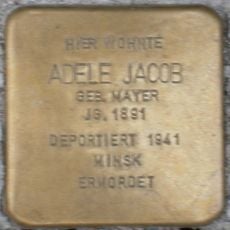 HIER WOHNTE
ADELE JACOB
GEB. MAYER
JG. 1891
DEPORTIERT 1941
MINSK
ERMORDET